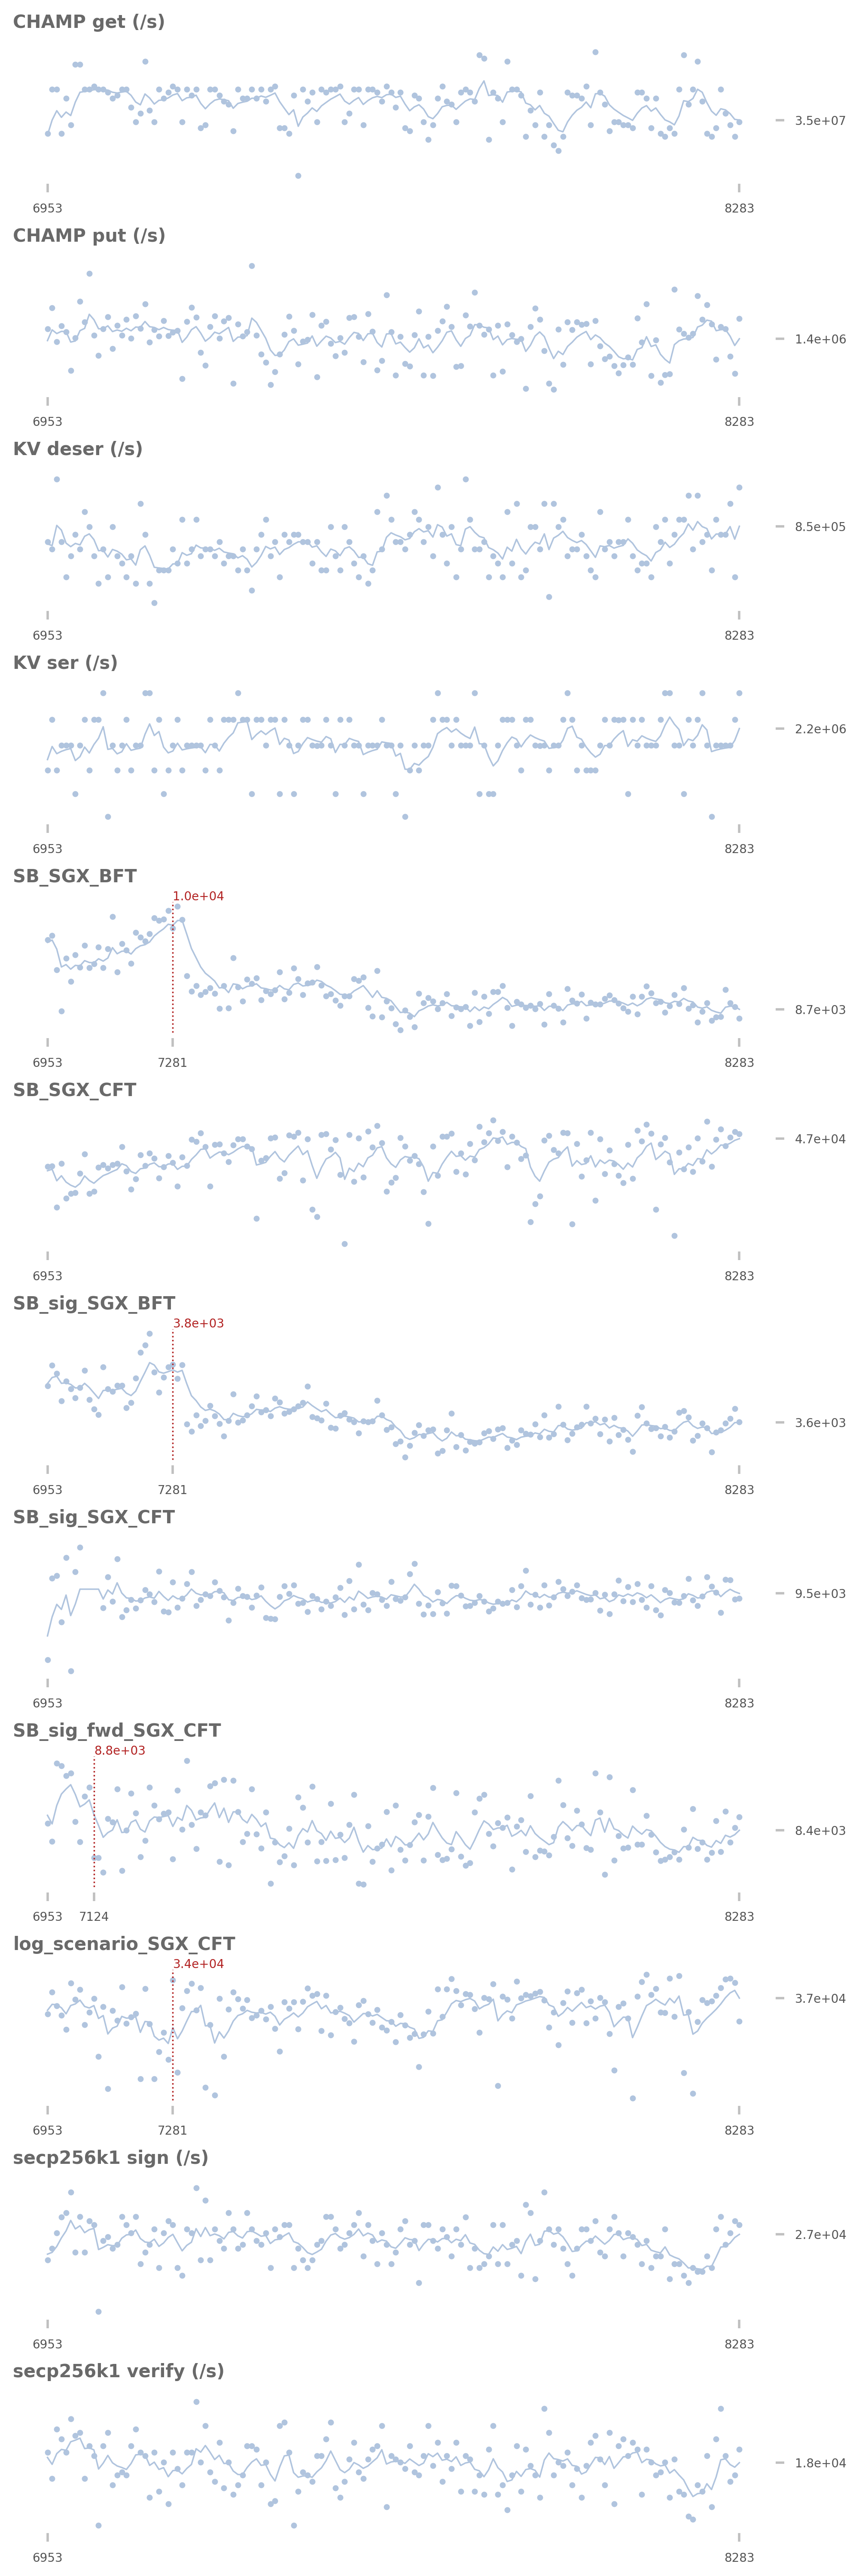 CHAMP get (/s)
3.5e+07
6953 8283
CHAMP put (/s)
1.4e+06
6953 8283
KV deser (/s)
8.5e+05
6953 8283
KV ser (/s)
2.2e+06
6953 8283
SB_SGX_BFT
1.0e+04
8.7e+03
6953 7281 8283
SB_SGX_CFT
4.7e+04
6953 8283
SB_sig_SGX_BFT
3.8e+03
3.6e+03
6953 7281 8283
SB_sig_SGX_CFT
9.5e+03
6953 8283
SB_sig_fwd_SGX_CFT
8.8e+03
8.4e+03
6953 7124 8283
log_scenario_SGX_CFT
3.4e+04
3.7e+04
6953 7281 8283
secp256k1 sign (/s)
2.7e+04
6953 8283
secp256k1 verify (/s)
1.8e+04
6953 8283